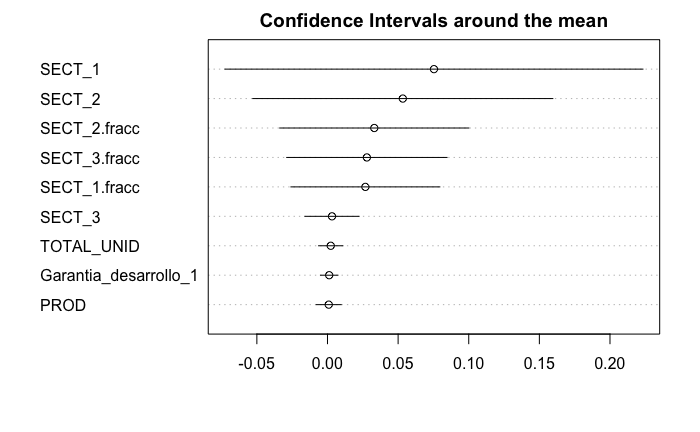 Confidence Intervals around the mean
SECT_1
SECT_2
SECT_2.fracc
SECT_3.fracc
SECT_1.fracc
SECT_3
TOTAL_UNID
Garantia_desarrollo_1
PROD
-0.05 0.00 0.05 0.10 0.15 0.20